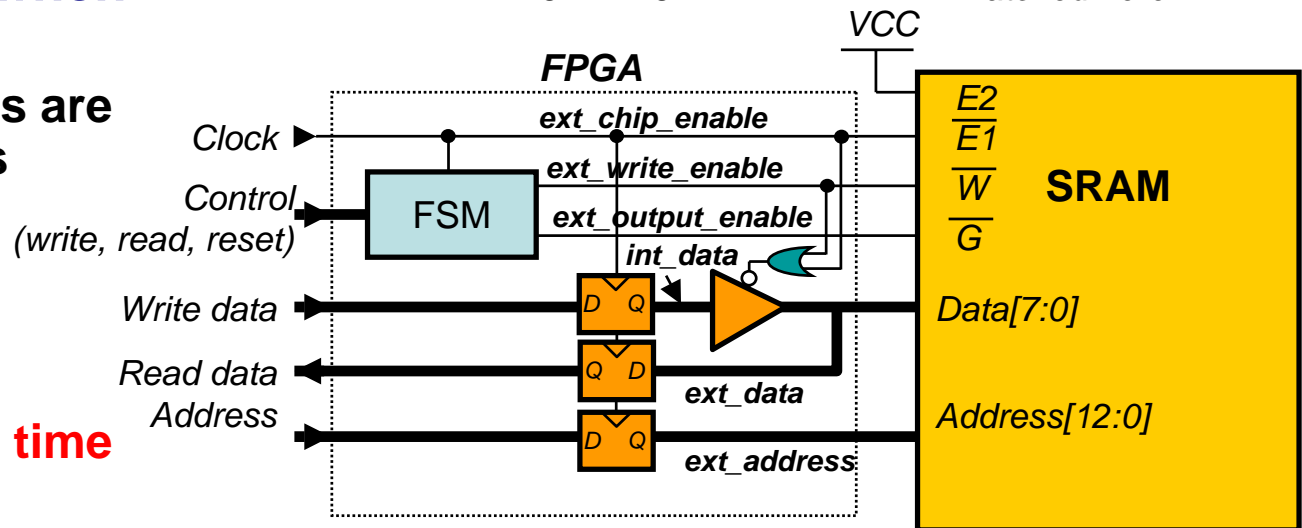 VCC
FPGA
s are
s
Clock
ext_chip_enable
E2
E1
Control
(write, read, reset)
FSM
ext_write_enable
W
SRAM
ext_output_enable
G
int_data
Write data
D Q
Data[7:0]
Read data
Q D
ext_data
Address
time
D Q
Address[12:0]
ext_address